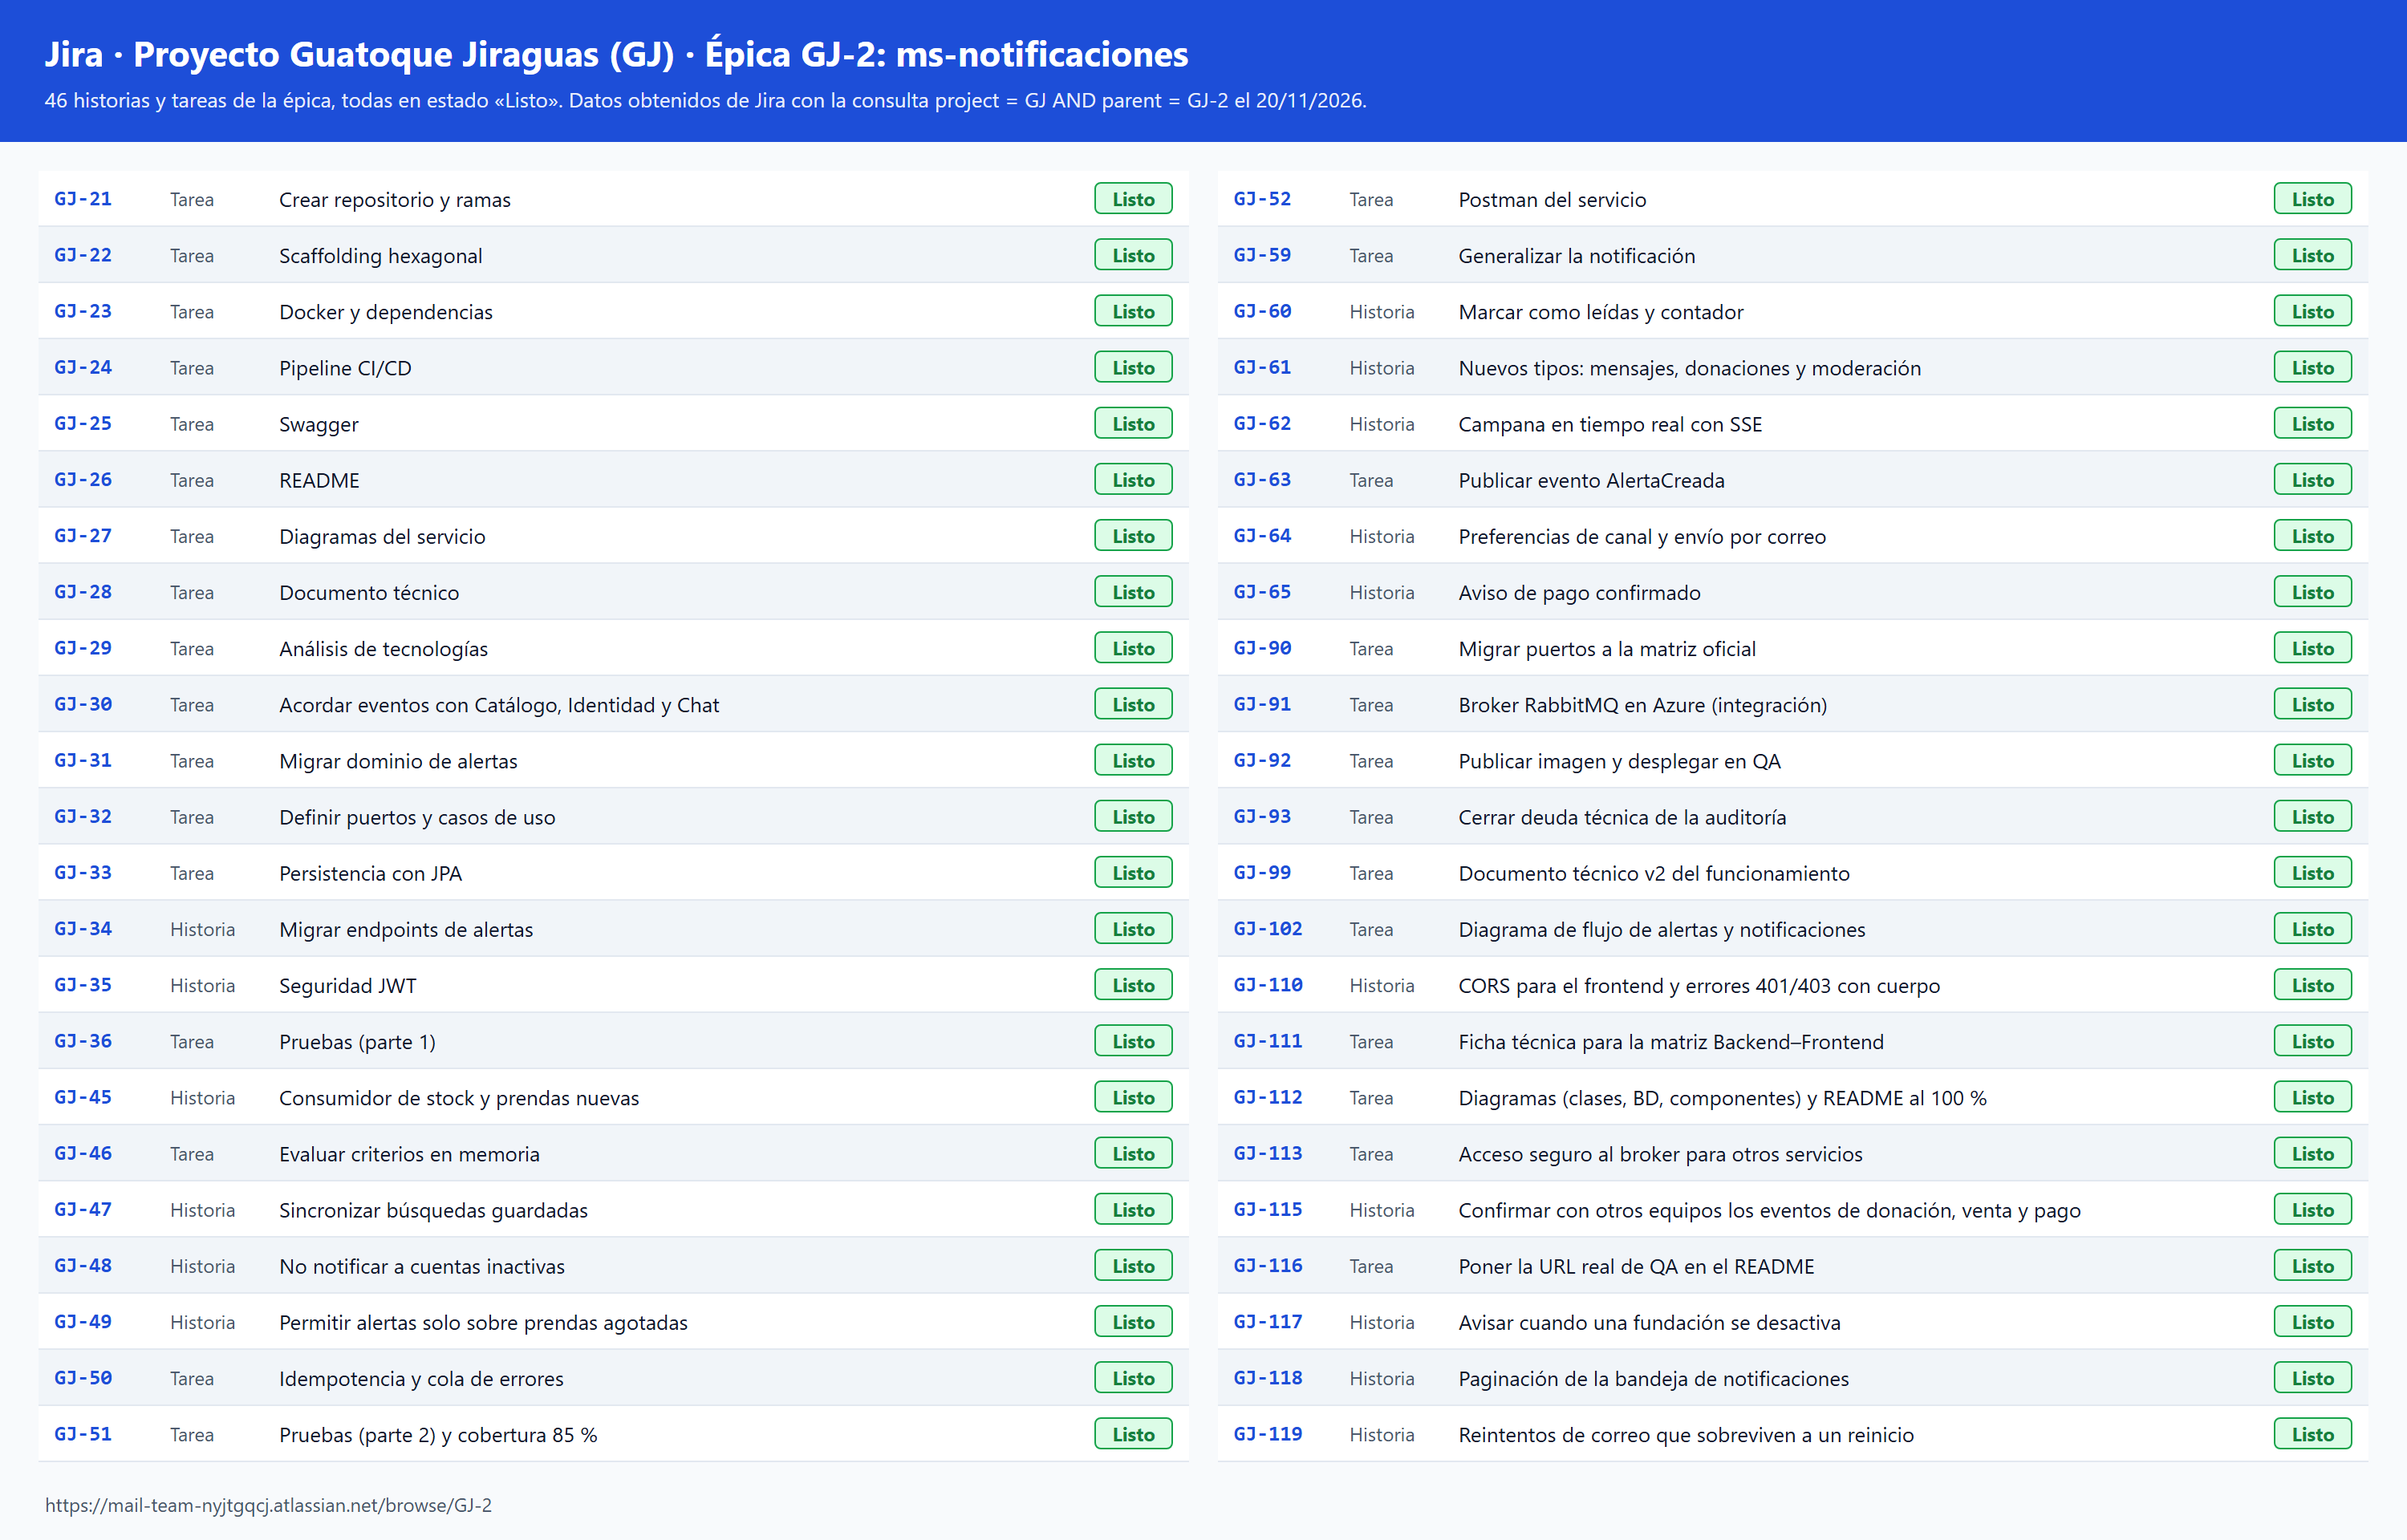 Jira · Proyecto Guatoque Jiraguas (GJ) · Épica GJ-2: ms-notificaciones
46 historias y tareas de la épica, todas en estado «Listo». Datos obtenidos de Jira con la consulta project = GJ AND parent = GJ-2 el 20/11/2026.
GJ-21 Tarea Crear repositorio y ramas Listo
GJ-22 Tarea Scaffolding hexagonal Listo
GJ-23 Tarea Docker y dependencias Listo
GJ-24 Tarea Pipeline CI/CD Listo
GJ-25 Tarea Swagger Listo
GJ-26 Tarea README Listo
GJ-27 Tarea Diagramas del servicio Listo
GJ-28 Tarea Documento técnico Listo
GJ-29 Tarea Análisis de tecnologías Listo
GJ-30 Tarea Acordar eventos con Catálogo, Identidad y Chat Listo
GJ-31 Tarea Migrar dominio de alertas Listo
GJ-32 Tarea Definir puertos y casos de uso Listo
GJ-33 Tarea Persistencia con JPA Listo
GJ-34 Historia Migrar endpoints de alertas Listo
GJ-35 Historia Seguridad JWT Listo
GJ-36 Tarea Pruebas (parte 1) Listo
GJ-45 Historia Consumidor de stock y prendas nuevas Listo
GJ-46 Tarea Evaluar criterios en memoria Listo
GJ-47 Historia Sincronizar búsquedas guardadas Listo
GJ-48 Historia No notificar a cuentas inactivas Listo
GJ-49 Historia Permitir alertas solo sobre prendas agotadas Listo
GJ-50 Tarea Idempotencia y cola de errores Listo
GJ-51 Tarea Pruebas (parte 2) y cobertura 85 % Listo
GJ-52 Tarea Postman del servicio Listo
GJ-59 Tarea Generalizar la notificación Listo
GJ-60 Historia Marcar como leídas y contador Listo
GJ-61 Historia Nuevos tipos: mensajes, donaciones y moderación Listo
GJ-62 Historia Campana en tiempo real con SSE Listo
GJ-63 Tarea Publicar evento AlertaCreada Listo
GJ-64 Historia Preferencias de canal y envío por correo Listo
GJ-65 Historia Aviso de pago confirmado Listo
GJ-90 Tarea Migrar puertos a la matriz oficial Listo
GJ-91 Tarea Broker RabbitMQ en Azure (integración) Listo
GJ-92 Tarea Publicar imagen y desplegar en QA Listo
GJ-93 Tarea Cerrar deuda técnica de la auditoría Listo
GJ-99 Tarea Documento técnico v2 del funcionamiento Listo
GJ-102 Tarea Diagrama de flujo de alertas y notificaciones Listo
GJ-110 Historia CORS para el frontend y errores 401/403 con cuerpo Listo
GJ-111 Tarea Ficha técnica para la matriz Backend–Frontend Listo
GJ-112 Tarea Diagramas (clases, BD, componentes) y README al 100 % Listo
GJ-113 Tarea Acceso seguro al broker para otros servicios Listo
GJ-115 Historia Confirmar con otros equipos los eventos de donación, venta y pago Listo
GJ-116 Tarea Poner la URL real de QA en el README Listo
GJ-117 Historia Avisar cuando una fundación se desactiva Listo
GJ-118 Historia Paginación de la bandeja de notificaciones Listo
GJ-119 Historia Reintentos de correo que sobreviven a un reinicio Listo
https://mail-team-nyjtgqcj.atlassian.net/browse/GJ-2